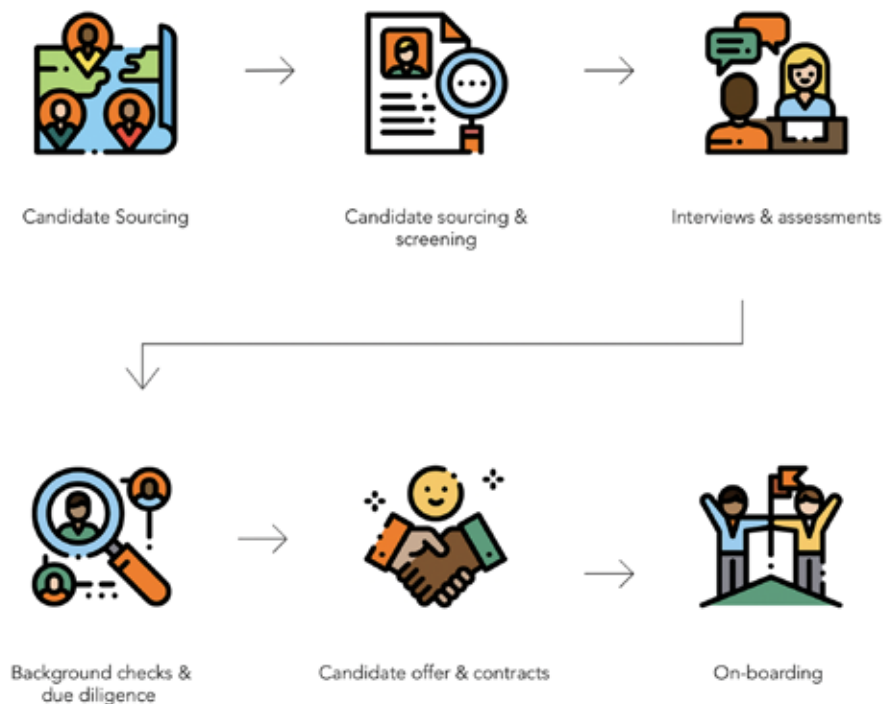 Candidate Sourcing
Candidate sourcing &
screening
Interviews & assessments
Background checks &
due diligence
Candidate offer & contracts
On-boarding